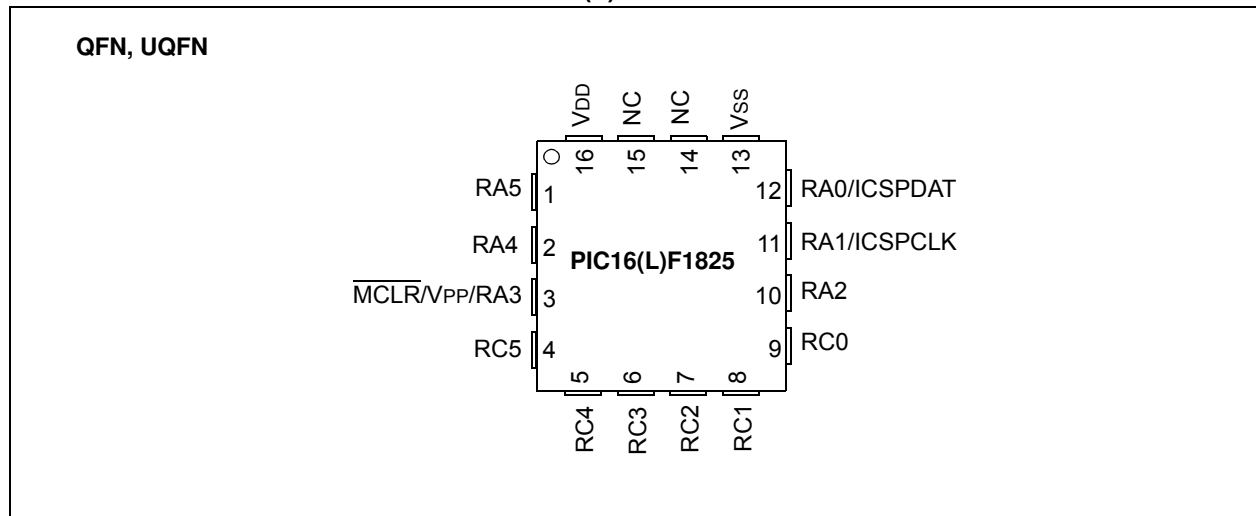 QFN, UQFN
VDD
NC
NC
VSS
16
15
14
13
RA5
1
12
RA0/ICSPDAT
RA4
2
PIC16(L)F1825
11
RA1/ICSPCLK
MCLR/VPP/RA3
3
10
RA2
RC5
4
9
RC0
5
6
7
8
RC4
RC3
RC2
RC1